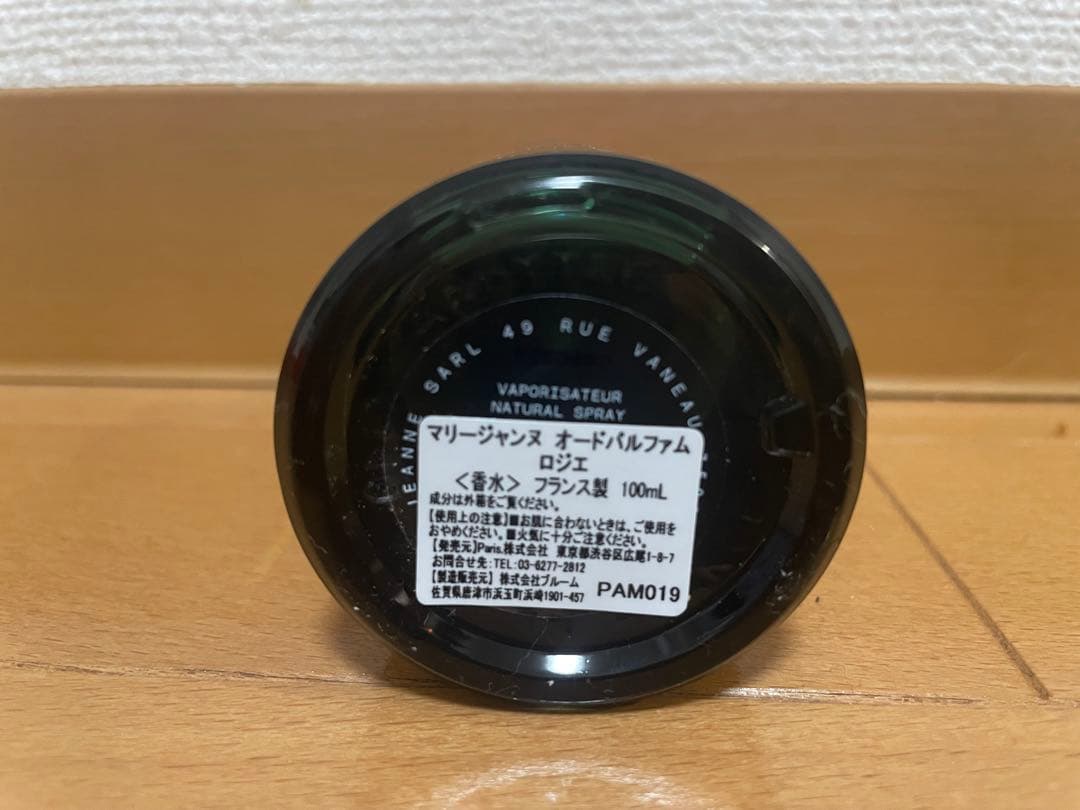 JEANNE SARL 49 RUE VANEAU
VAPORISATEUR
NATURAL SPRAY
マリージャンヌ オードパルファム
ロジエ
＜香水＞ フランス製 100mL
成分は外箱をご覧ください。
【使用上の注意】■お肌に合わないときは、ご使用を
おやめください。■火気に十分ご注意ください。
【発売元】Paris.株式会社 東京都渋谷区広尾1-8-7
お問合せ先:TEL:03-6277-2812
【製造販売元】 株式会社ブルーム
佐賀県唐津市浜玉町浜崎1901-457 PAM019